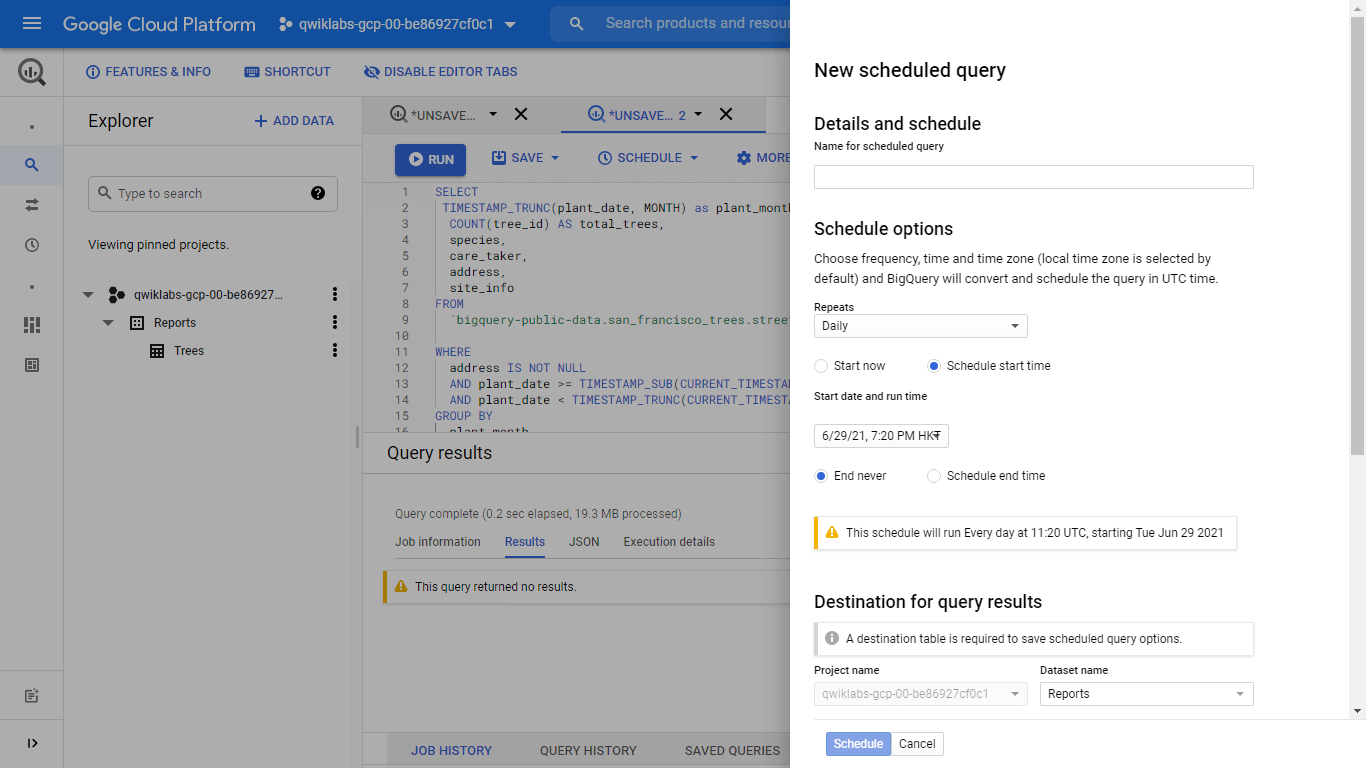 Google Cloud Platform
qwiklabs-gcp-00-be86927cf0c1
Search products and resou
FEATURES & INFO
SHORTCUT
DISABLE EDITOR TABS
Explorer
+ ADD DATA
Type to search
Viewing pinned projects.
qwiklabs-gcp-00-be86927...
Reports
Trees
*UNSAVE...
*UNSAVE... 2
RUN
SAVE
SCHEDULE
MORE
1 SELECT
2 TIMESTAMP_TRUNC(plant_date, MONTH) as plant_month
3 COUNT(tree_id) AS total_trees,
4 species,
5 care_taker,
6 address,
7 site_info
8 FROM
9 `bigquery-public-data.san_francisco_trees.street
10
11 WHERE
12 address IS NOT NULL
13 AND plant_date >= TIMESTAMP_SUB(CURRENT_TIMESTAM
14 AND plant_date < TIMESTAMP_TRUNC(CURRENT_TIMESTA
15 GROUP BY
16 plant_month
Query results
Query complete (0.2 sec elapsed, 19.3 MB processed)
Job information
Results
JSON
Execution details
This query returned no results.
JOB HISTORY
QUERY HISTORY
SAVED QUERIES
New scheduled query
Details and schedule
Name for scheduled query
Schedule options
Choose frequency, time and time zone (local time zone is selected by
default) and BigQuery will convert and schedule the query in UTC time.
Repeats
Daily
Start now
Schedule start time
Start date and run time
6/29/21, 7:20 PM HKT
End never
Schedule end time
This schedule will run Every day at 11:20 UTC, starting Tue Jun 29 2021
Destination for query results
A destination table is required to save scheduled query options.
Project name
Dataset name
qwiklabs-gcp-00-be86927cf0c1
Reports
Schedule
Cancel